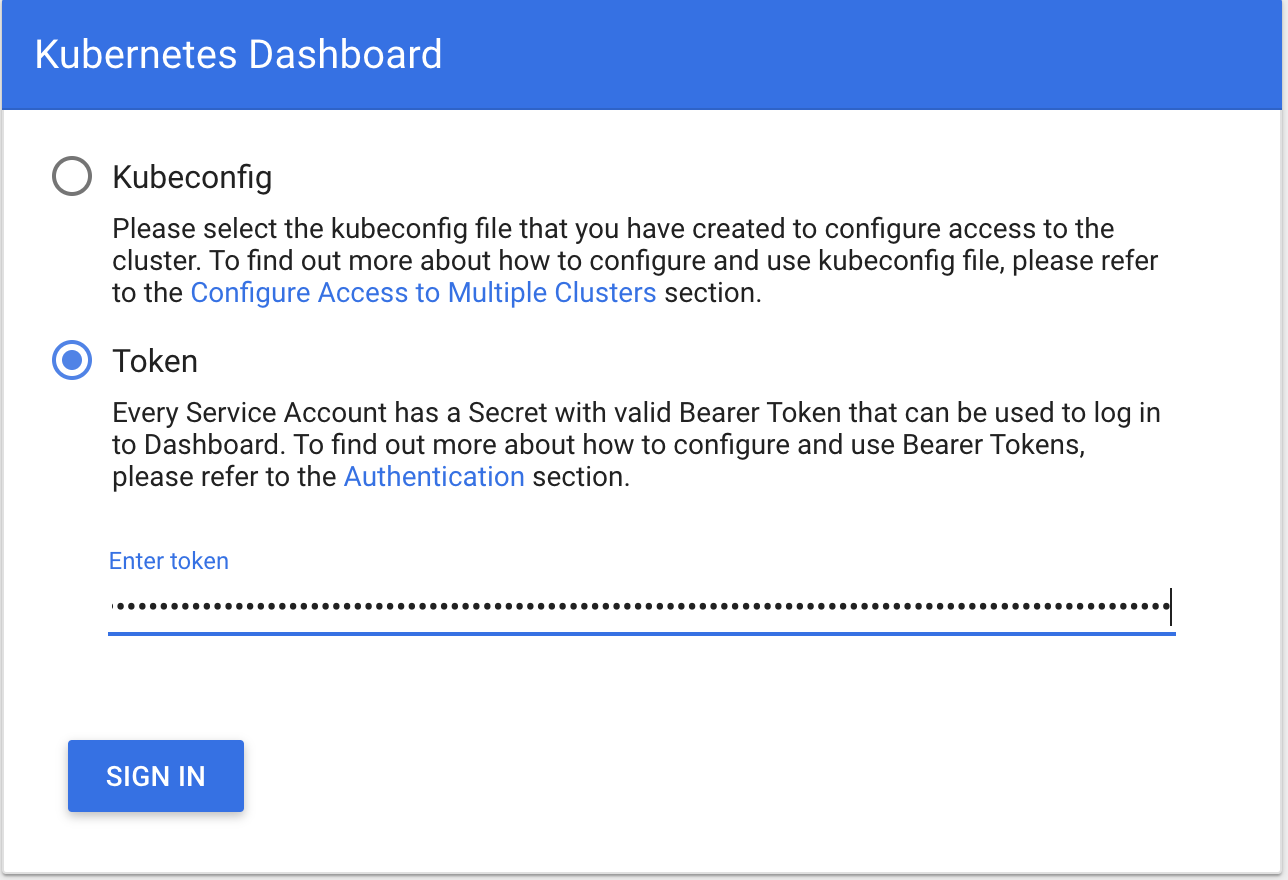 Kubernetes Dashboard
Kubeconfig
Please select the kubeconfig file that you have created to configure access to the
cluster. To find out more about how to configure and use kubeconfig file, please refer
to the Configure Access to Multiple Clusters section.
Token
Every Service Account has a Secret with valid Bearer Token that can be used to log in
to Dashboard. To find out more about how to configure and use Bearer Tokens,
please refer to the Authentication section.
Enter token
SIGN IN